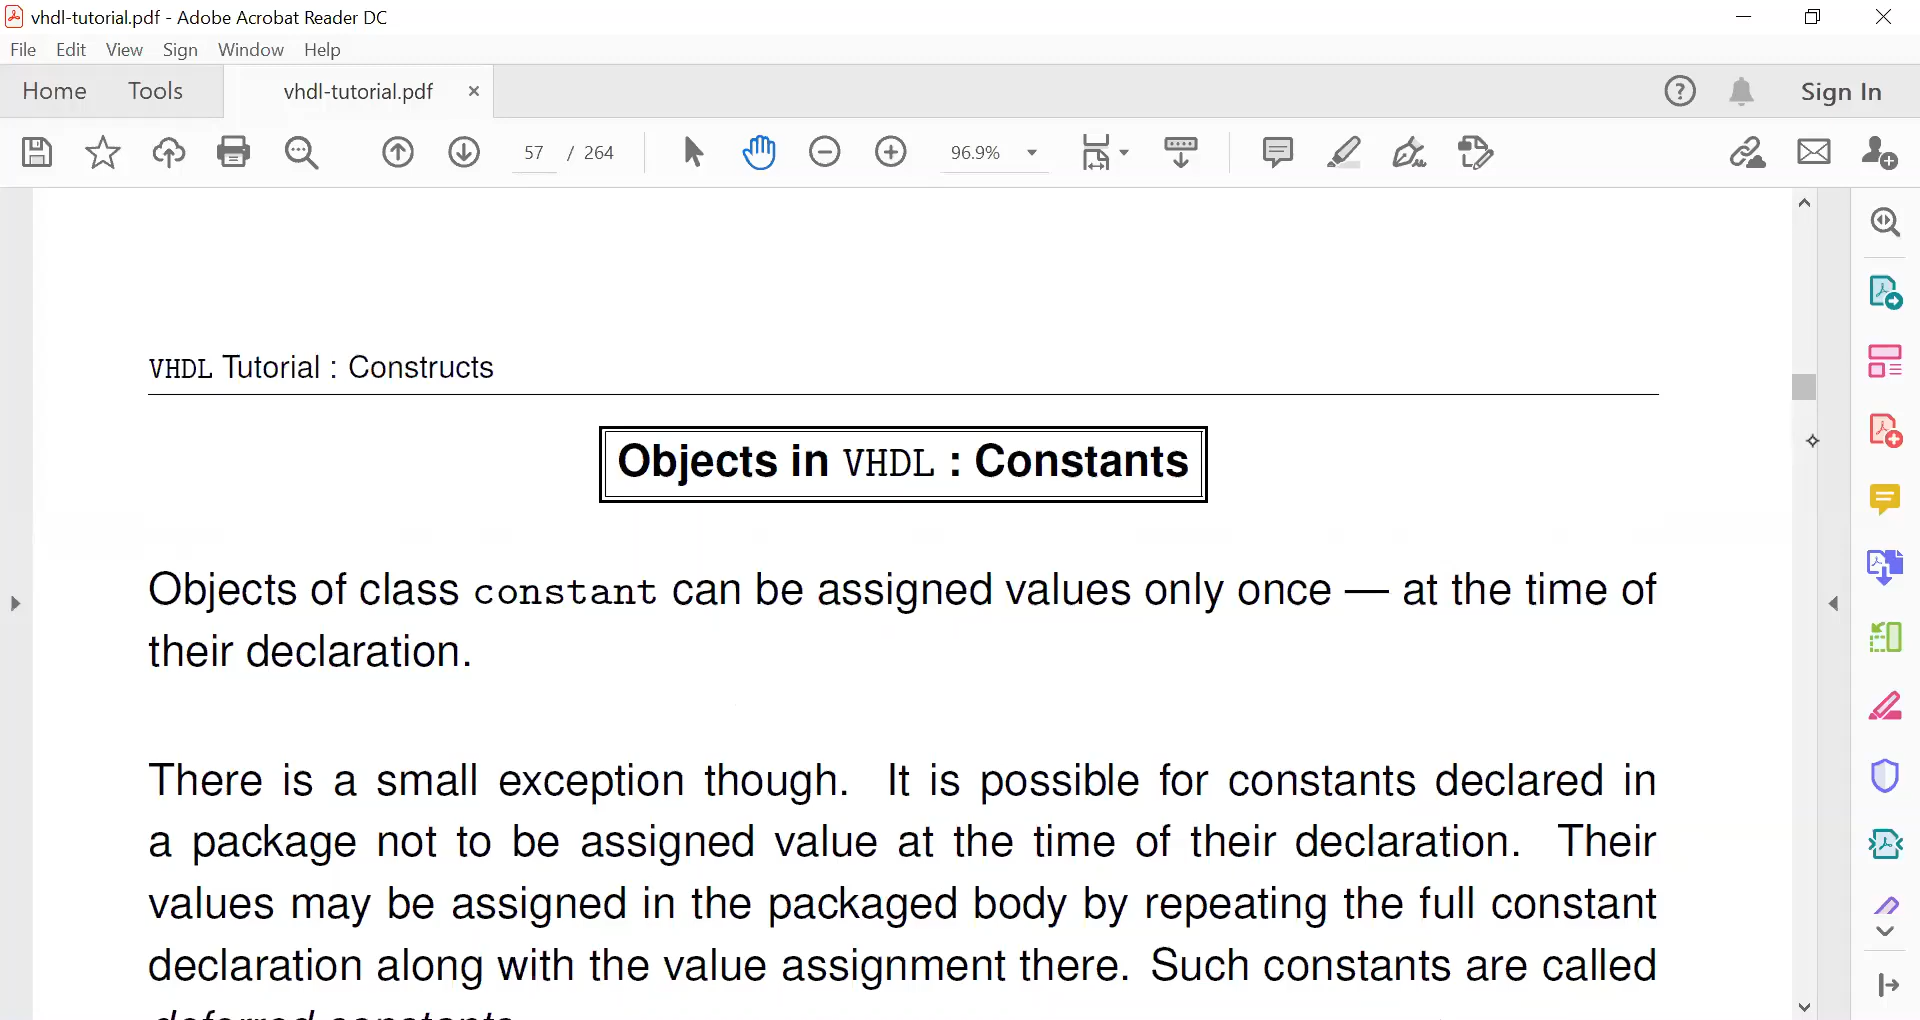 vhdl-tutorial.pdf - Adobe Acrobat Reader DC
File Edit View Sign Window Help
Home Tools vhdl-tutorial.pdf × Sign In
57 / 264 96.9%
VHDL Tutorial : Constructs
Objects in VHDL : Constants
Objects of class constant can be assigned values only once — at the time of
their declaration.
There is a small exception though. It is possible for constants declared in
a package not to be assigned value at the time of their declaration. Their
values may be assigned in the packaged body by repeating the full constant
declaration along with the value assignment there. Such constants are called
deferred constants.